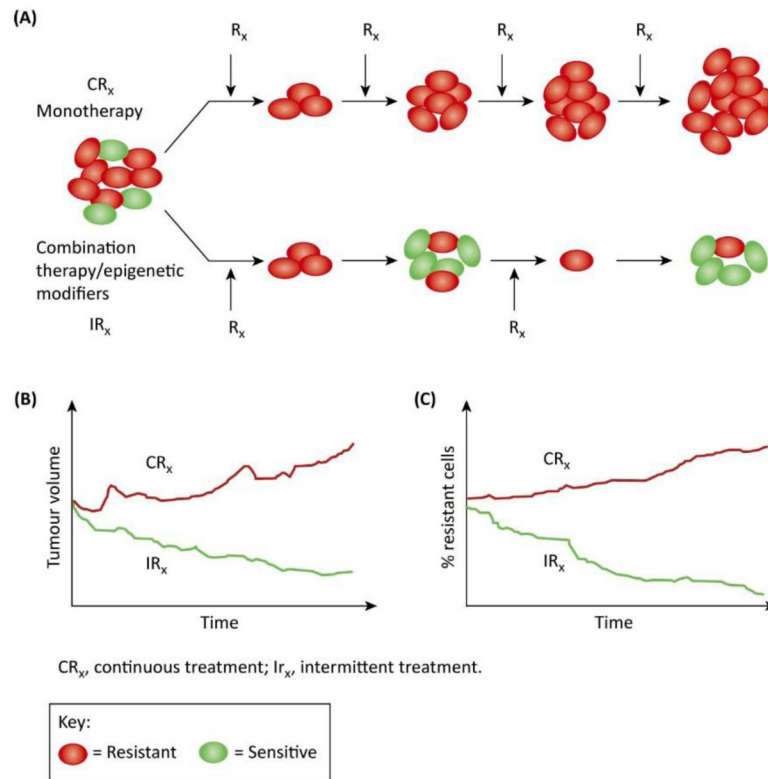 (A)
Rx Rx Rx Rx
CRx
Monotherapy
Combination
therapy/epigenetic
modifiers
IRx
Rx Rx
(B)
Tumour volume
CRx
IRx
Time
(C)
% resistant cells
CRx
IRx
Time
CRx, continuous treatment; Irx, intermittent treatment.
Key:
= Resistant = Sensitive